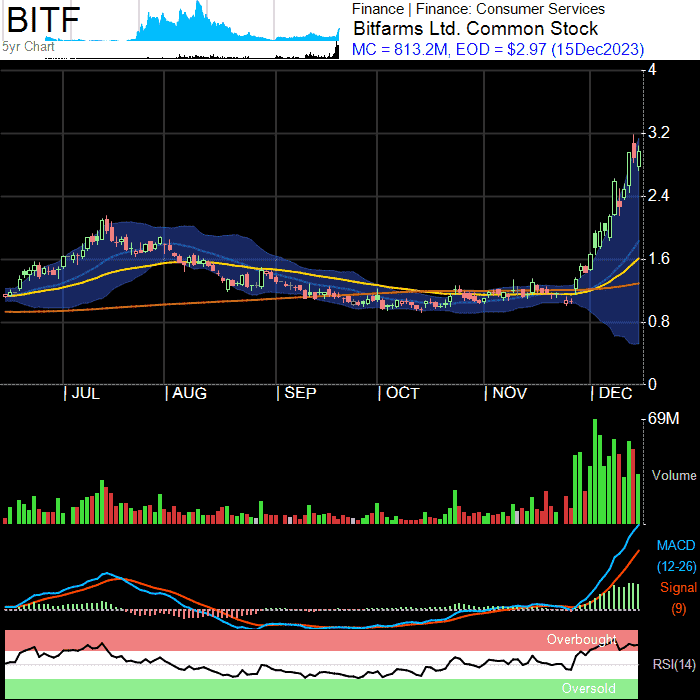 BITF
5yr Chart
Finance | Finance: Consumer Services
Bitfarms Ltd. Common Stock
MC = 813.2M, EOD = $2.97 (15Dec2023)
4
3.2
2.4
1.6
0.8
0
| JUL | AUG | SEP | OCT | NOV | DEC
69M
Volume
MACD
(12-26)
Signal
(9)
Overbought
RSI(14)
Oversold